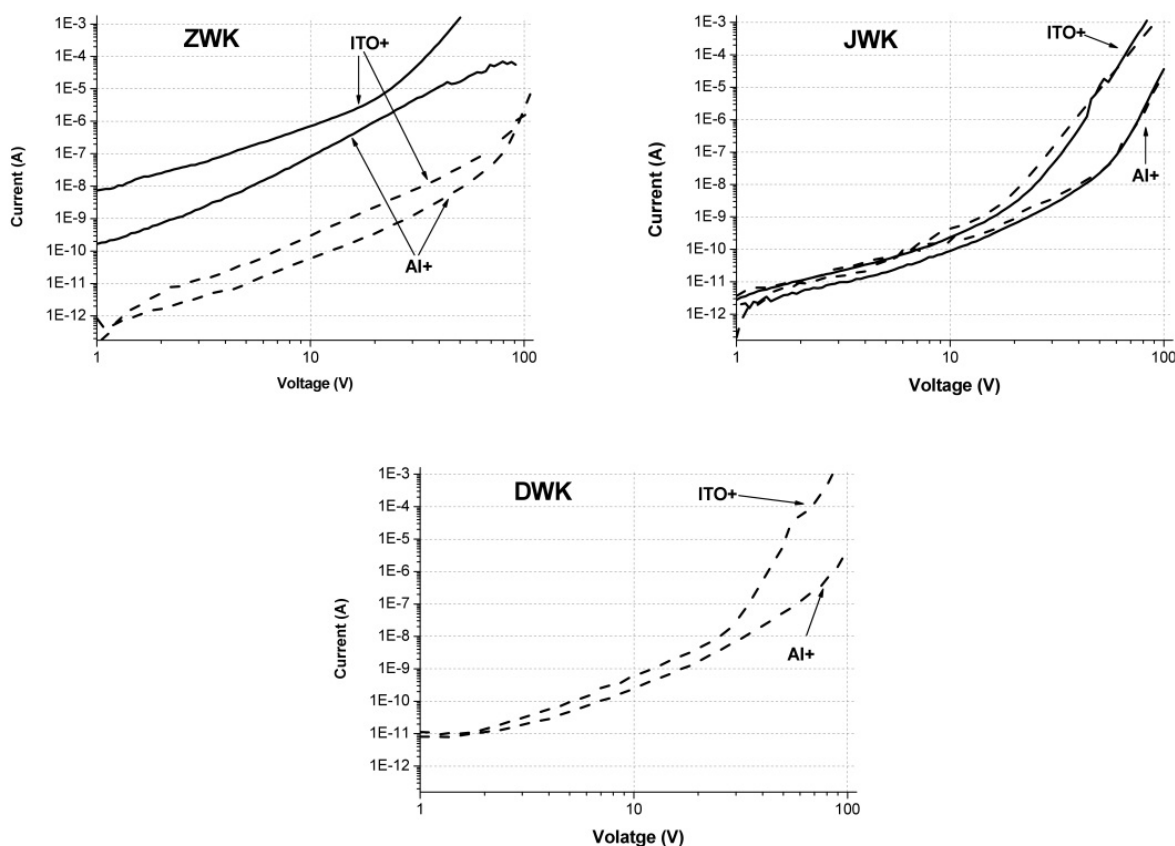 ZWK
ITO+
Al+
Current (A)
1E-3
1E-4
1E-5
1E-6
1E-7
1E-8
1E-9
1E-10
1E-11
1E-12
1
10
100
Voltage (V)
JWK
ITO+
Al+
Current (A)
1E-3
1E-4
1E-5
1E-6
1E-7
1E-8
1E-9
1E-10
1E-11
1E-12
1
10
100
Voltage (V)
DWK
ITO+
Al+
Current (A)
1E-3
1E-4
1E-5
1E-6
1E-7
1E-8
1E-9
1E-10
1E-11
1E-12
1
10
100
Volatge (V)